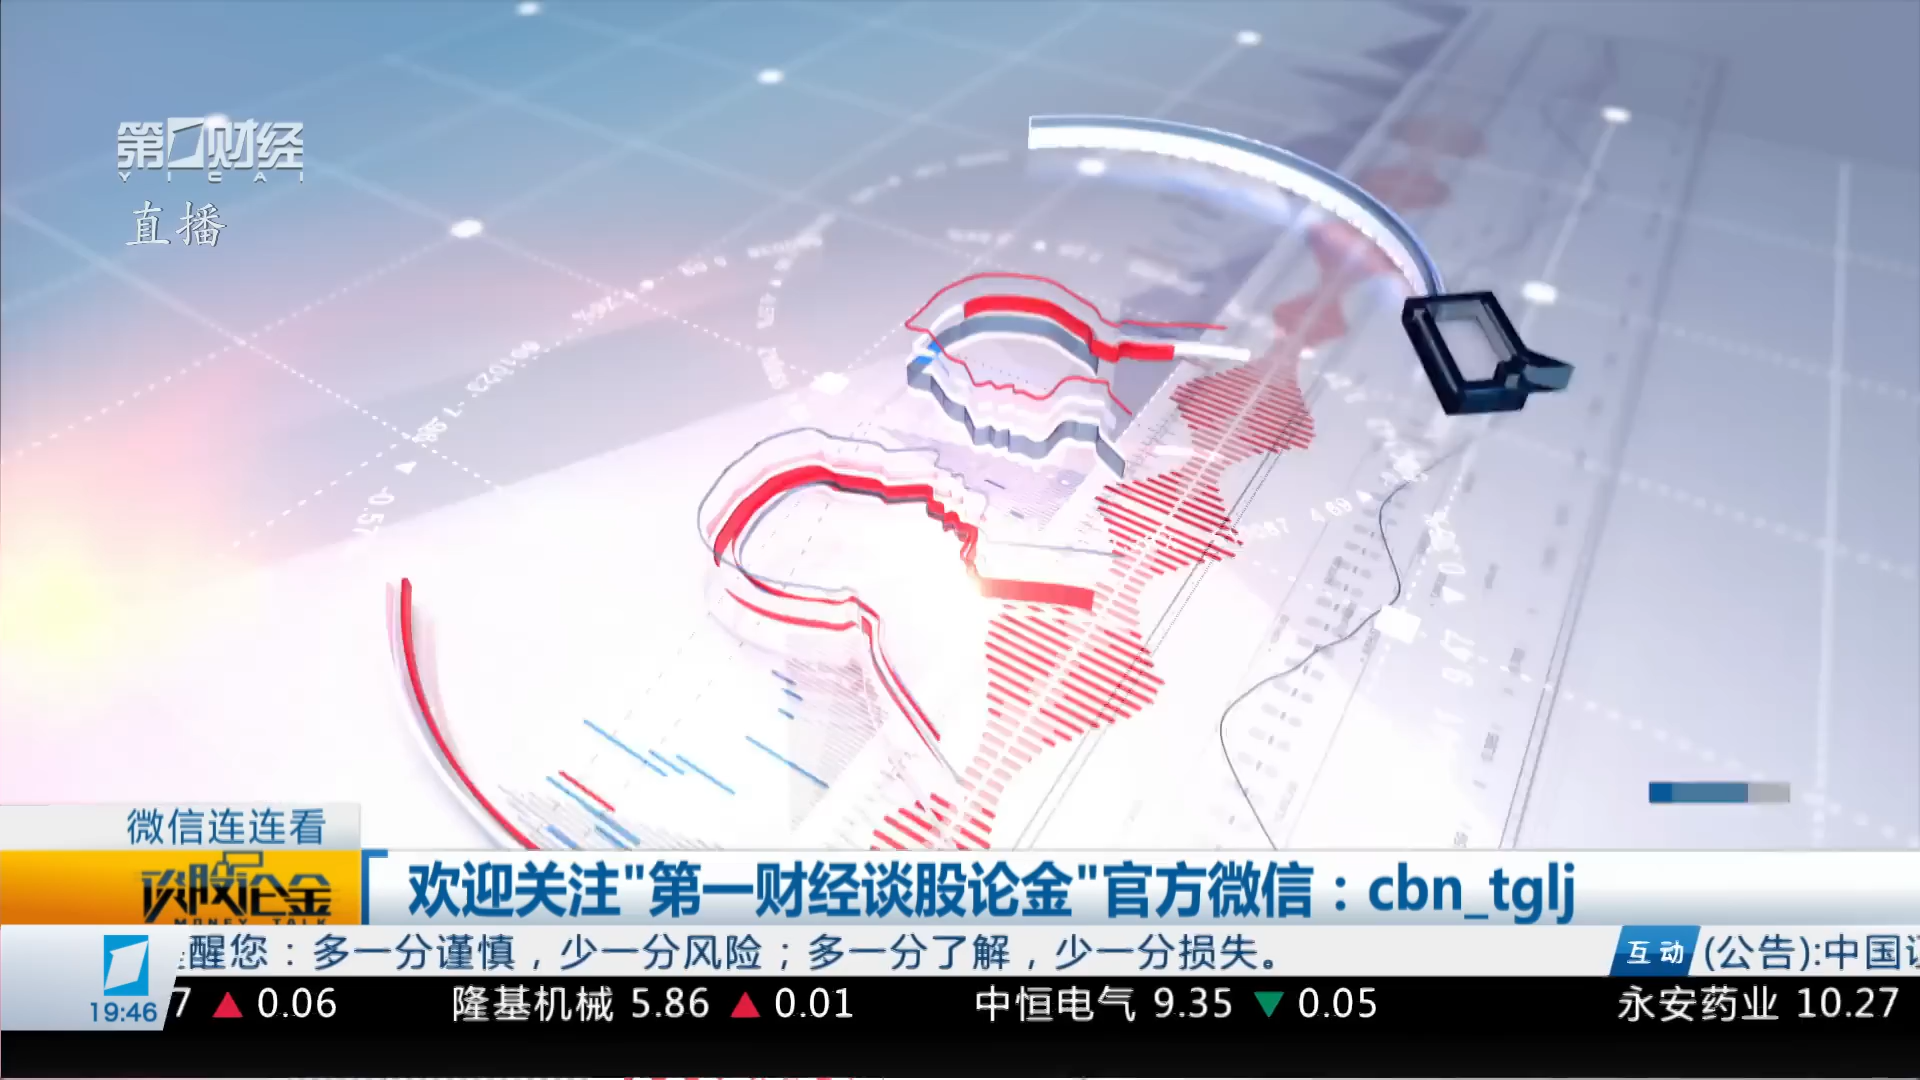 第一财经
YICAI
直播
微信连连看
谈股论金
MONEY TALK
欢迎关注"第一财经谈股论金"官方微信：cbn_tglj
醒您：多一分谨慎，少一分风险；多一分了解，少一分损失。 互动 (公告):中国
19:46
7 ▲ 0.06 隆基机械 5.86 ▲ 0.01 中恒电气 9.35 ▼ 0.05 永安药业 10.27